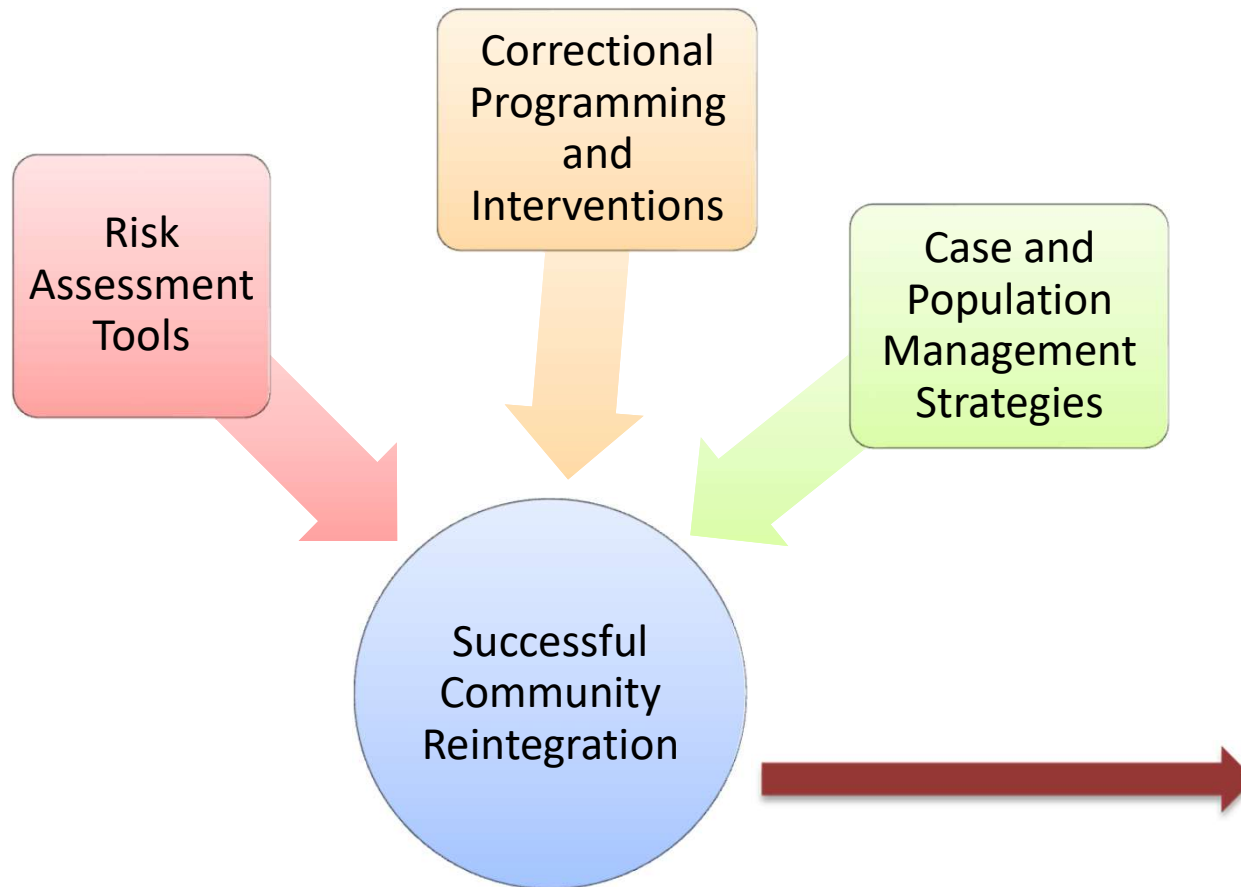 Risk
Assessment
Tools
Correctional
Programming
and
Interventions
Case and
Population
Management
Strategies
Successful
Community
Reintegration